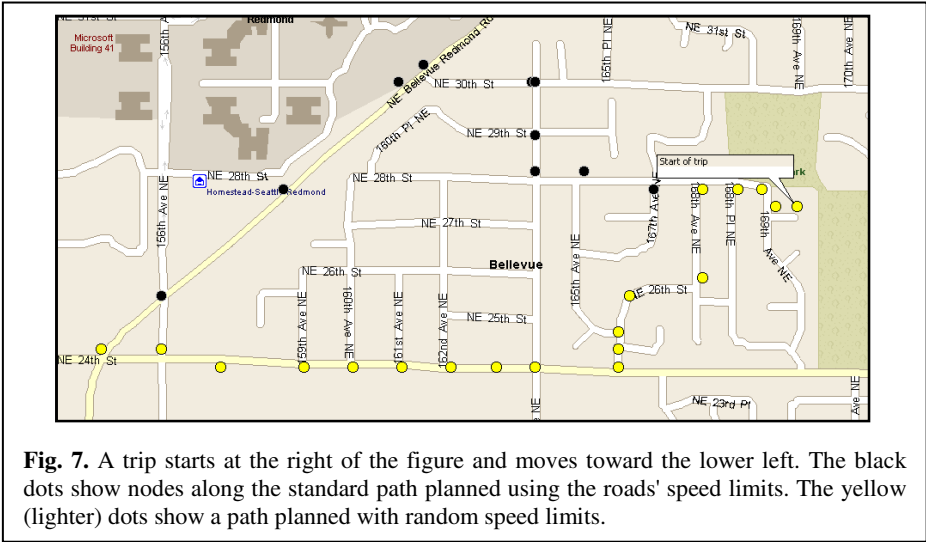 NE 31st St
Redmond
Microsoft
Building 41
156th A
NE Bellevue Redmond Ro
165th Pl NE
NE 31st St
169th Ave NE
170th Ave NE
NE 30th St
160th Pl NE
NE 29th St
Start of trip
ark
NE 28th St
Homestead-Seattle Redmond
NE 28th St
156th Ave NE
167th Ave NE
168th Ave NE
168th Pl NE
169th Ave NE
NE 27th St
165th Ave NE
Bellevue
NE 26th St
NE 26th St
159th Ave NE
160th Ave NE
161st Ave NE
162nd Ave NE
NE 25th St
NE 24th St
NE
NE 23rd Pl
Ave NE
Fig. 7. A trip starts at the right of the figure and moves toward the lower left. The black
dots show nodes along the standard path planned using the roads' speed limits. The yellow
(lighter) dots show a path planned with random speed limits.